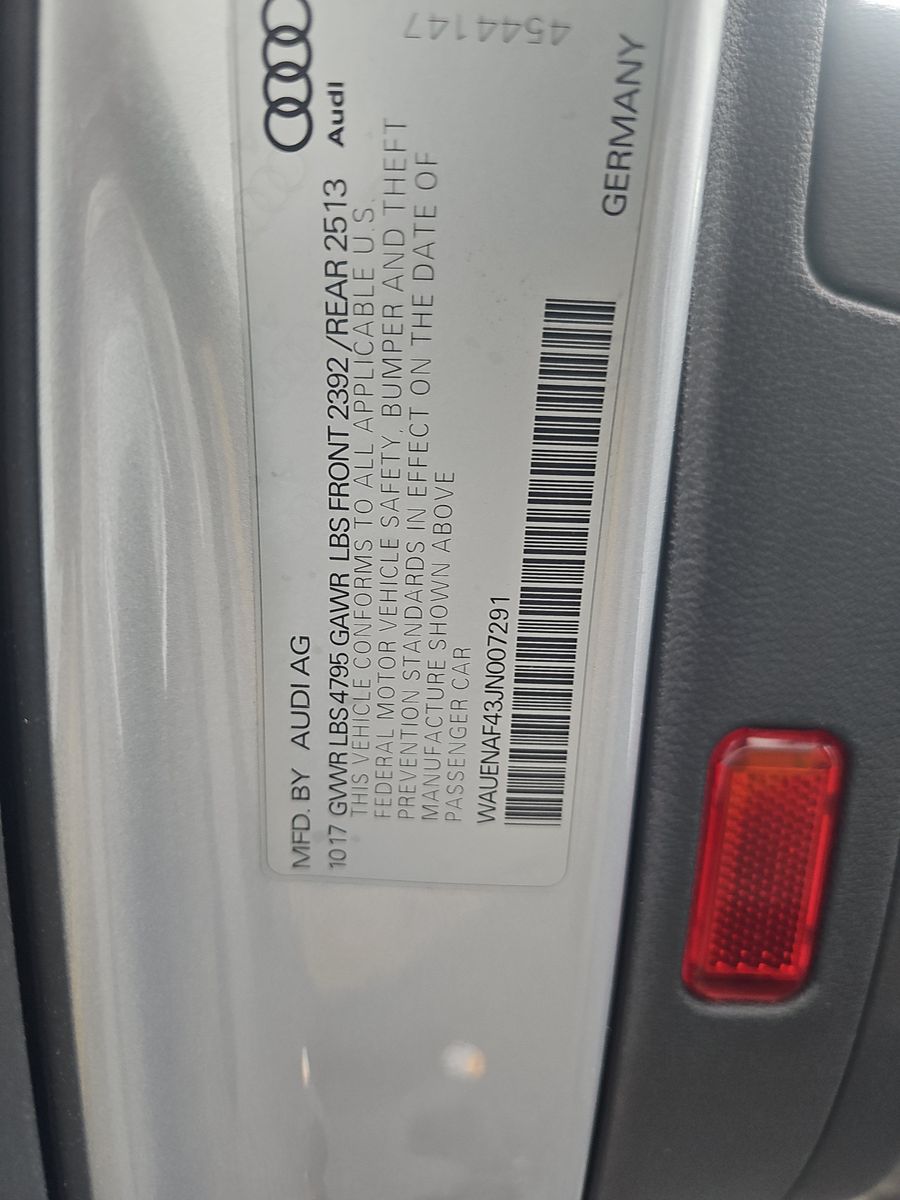 MFD. BY AUDI AG
1017 GVWR LBS 4795 GAWR LBS FRONT 2392 /REAR 2513
Audi
THIS VEHICLE CONFORMS TO ALL APPLICABLE U.S.
FEDERAL MOTOR VEHICLE SAFETY, BUMPER AND THEFT
PREVENTION STANDARDS IN EFFECT ON THE DATE OF
MANUFACTURE SHOWN ABOVE
PASSENGER CAR
WAUENAF43JN007291
GERMANY
4544147